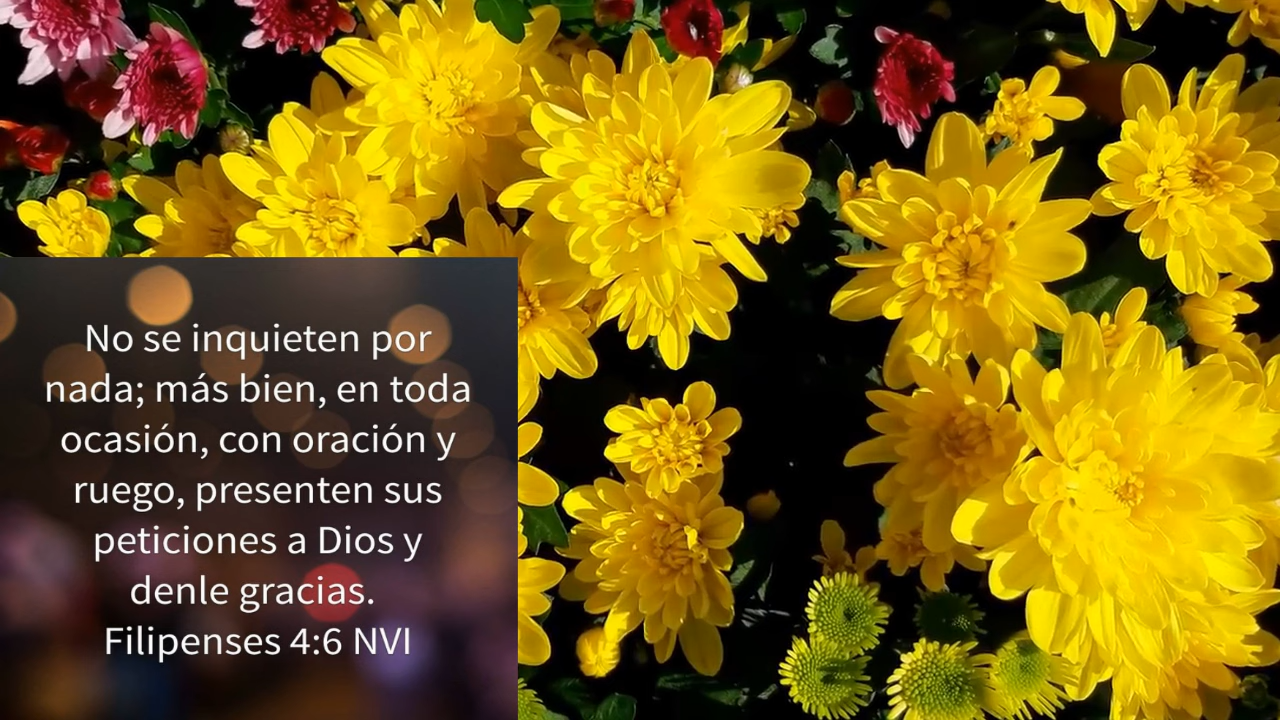 No se inquieten por
nada; más bien, en toda
ocasión, con oración y
ruego, presenten sus
peticiones a Dios y
denle gracias.
Filipenses 4:6 NVI